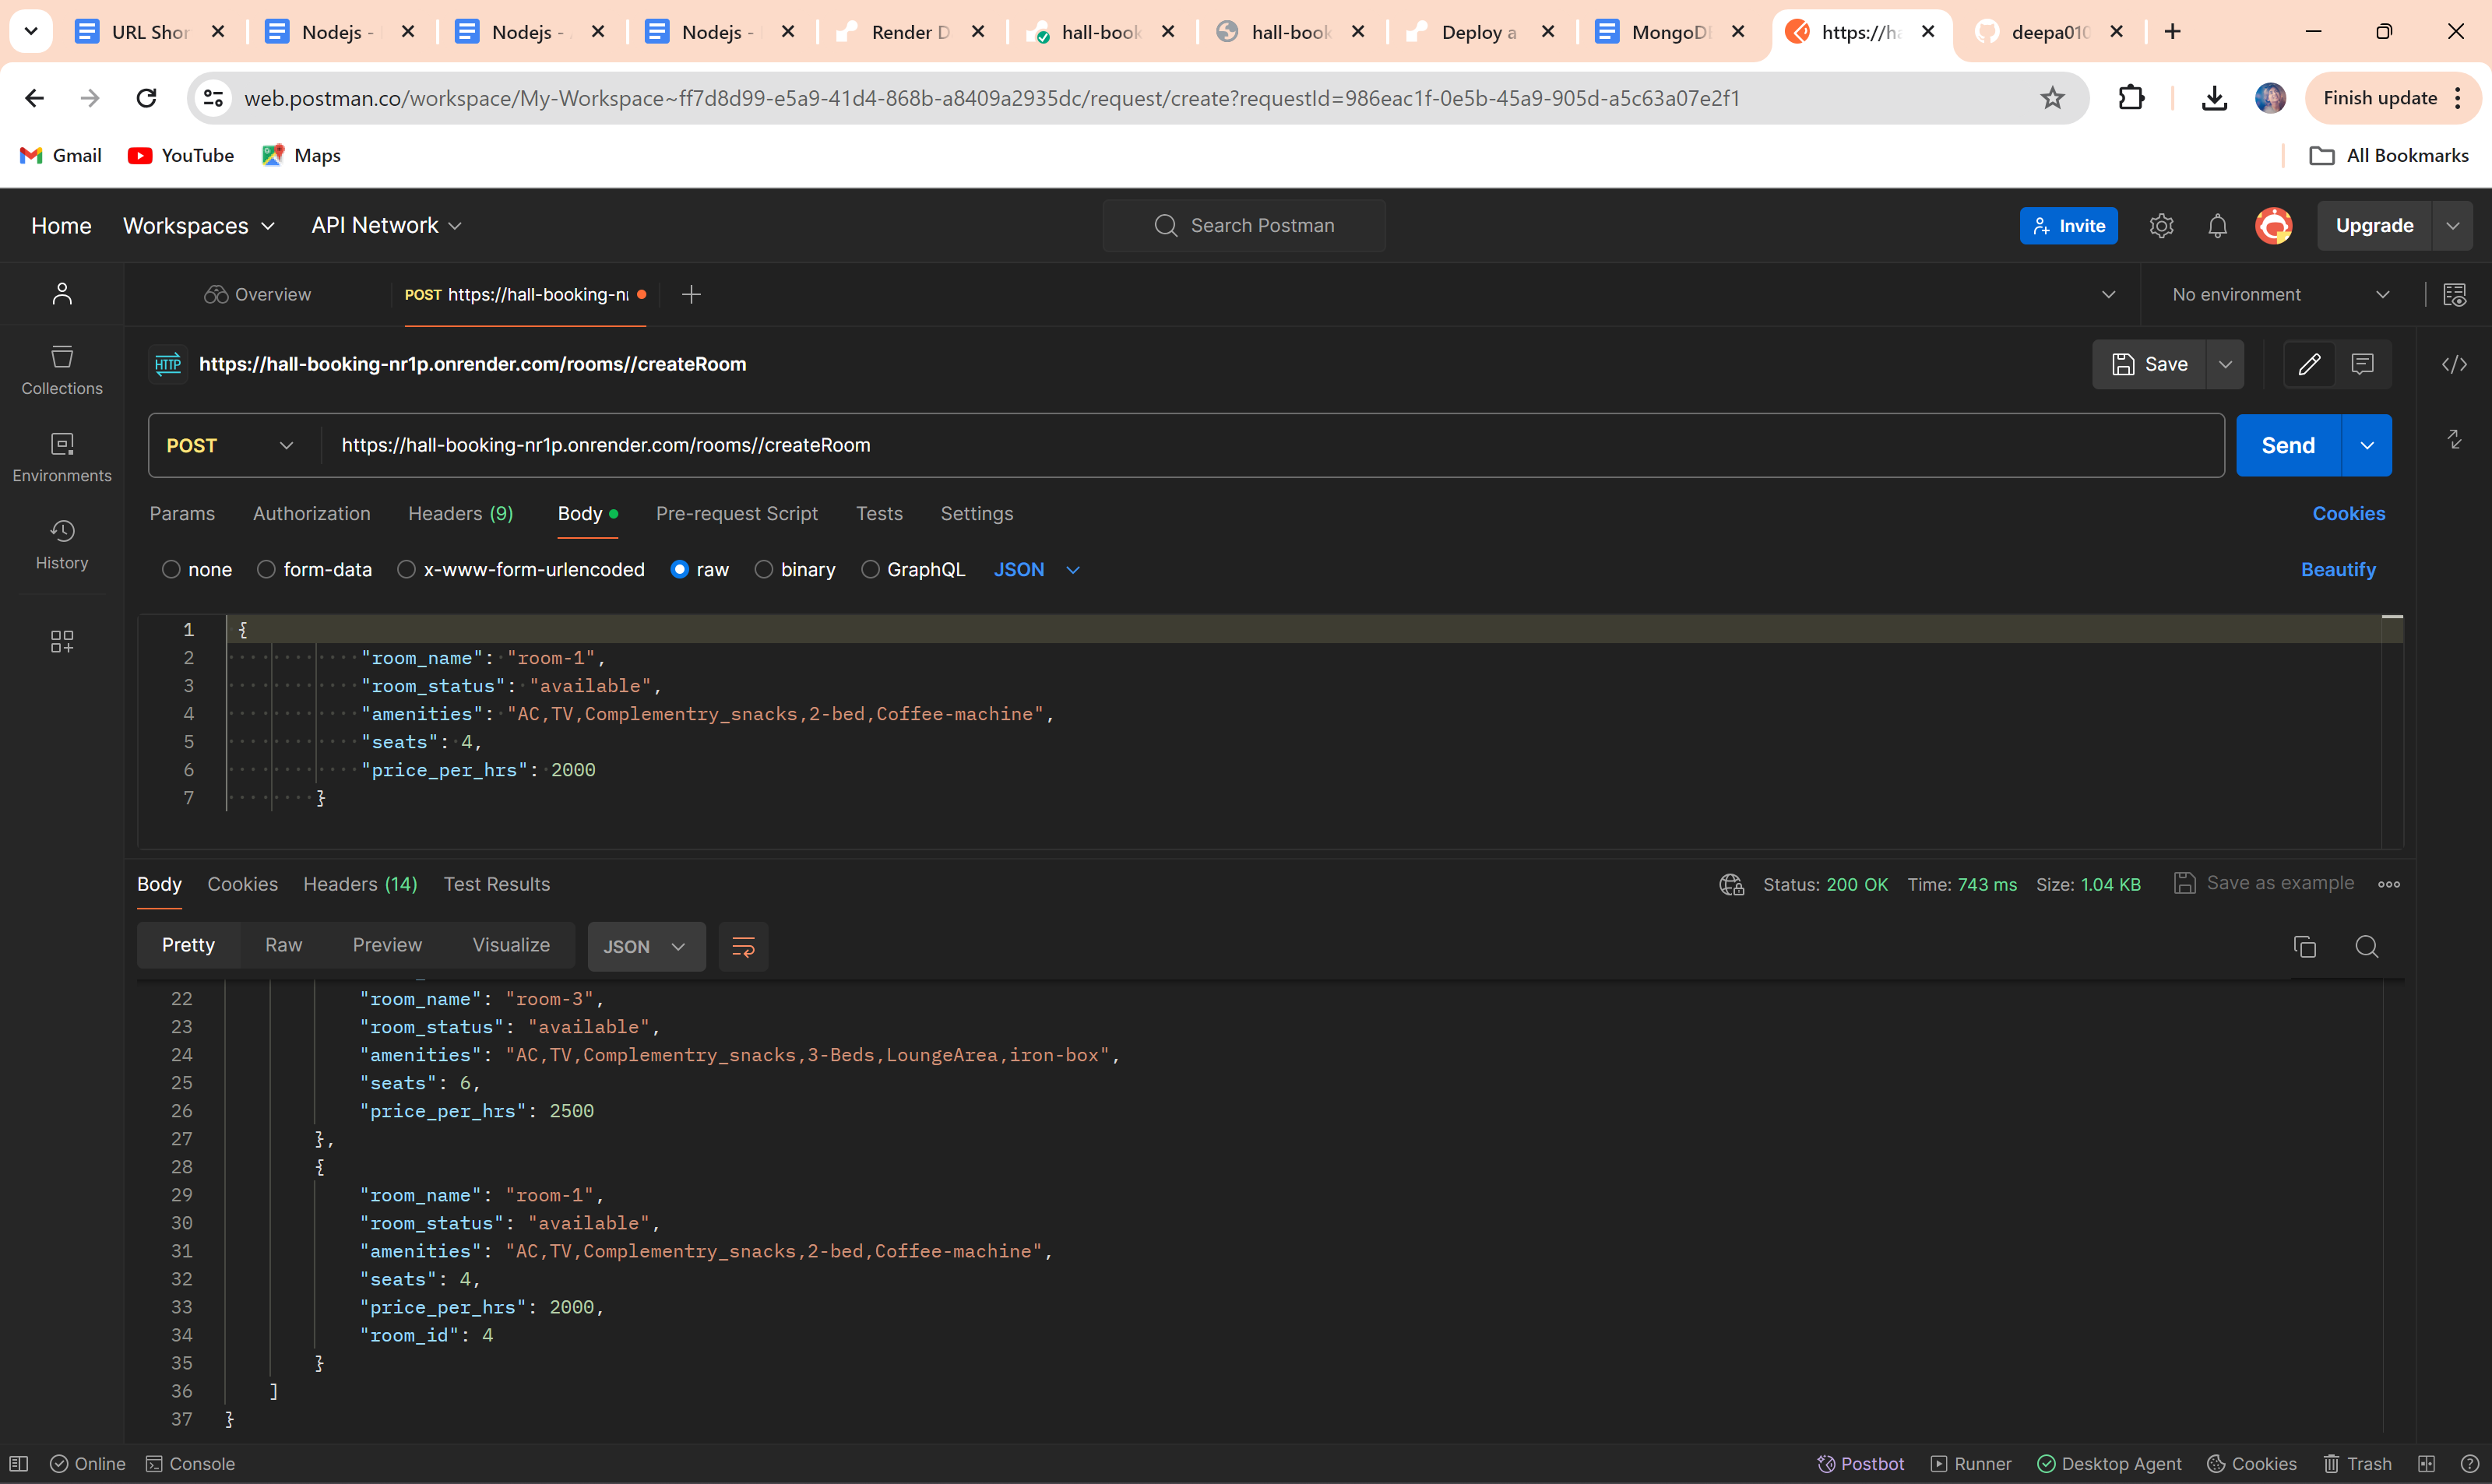 URL Shor
Nodejs -
Nodejs -
Nodejs -
Render D
hall-book
hall-book
Deploy a
MongoD
https://ha
deepa010
web.postman.co/workspace/My-Workspace~ff7d8d99-e5a9-41d4-868b-a8409a2935dc/request/create?requestId=986eac1f-0e5b-45a9-905d-a5c63a07e2f1
Finish update
Gmail
YouTube
Maps
All Bookmarks
Home
Workspaces
API Network
Search Postman
Invite
Upgrade
Overview
POST https://hall-booking-nr
No environment
Collections
Environments
History
HTTP
https://hall-booking-nr1p.onrender.com/rooms//createRoom
Save
POST
https://hall-booking-nr1p.onrender.com/rooms//createRoom
Send
Params
Authorization
Headers (9)
Body
Pre-request Script
Tests
Settings
Cookies
none
form-data
x-www-form-urlencoded
raw
binary
GraphQL
JSON
Beautify
1 {
2 "room_name": "room-1",
3 "room_status": "available",
4 "amenities": "AC,TV,Complementry_snacks,2-bed,Coffee-machine",
5 "seats": 4,
6 "price_per_hrs": 2000
7 }
Body
Cookies
Headers (14)
Test Results
Status: 200 OK
Time: 743 ms
Size: 1.04 KB
Save as example
Pretty
Raw
Preview
Visualize
JSON
22 "room_name": "room-3",
23 "room_status": "available",
24 "amenities": "AC,TV,Complementry_snacks,3-Beds,LoungeArea,iron-box",
25 "seats": 6,
26 "price_per_hrs": 2500
27 },
28 {
29 "room_name": "room-1",
30 "room_status": "available",
31 "amenities": "AC,TV,Complementry_snacks,2-bed,Coffee-machine",
32 "seats": 4,
33 "price_per_hrs": 2000,
34 "room_id": 4
35 }
36 ]
37 }
Online
Console
Postbot
Runner
Desktop Agent
Cookies
Trash